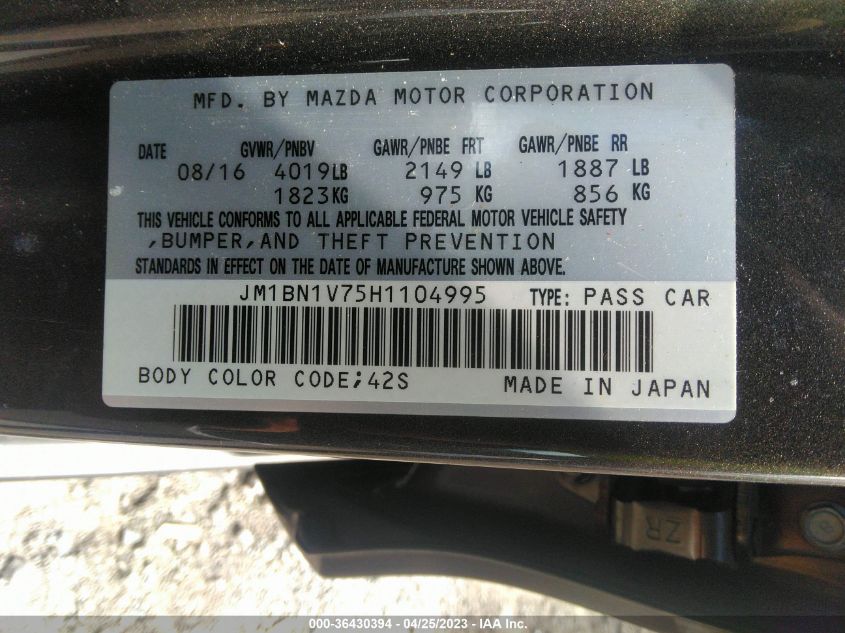 MFD. BY MAZDA MOTOR CORPORATION
DATE GVWR/PNBV GAWR/PNBE FRT GAWR/PNBE RR
08/16 4019LB 2149 LB 1887 LB
1823KG 975 KG 856 KG
THIS VEHICLE CONFORMS TO ALL APPLICABLE FEDERAL MOTOR VEHICLE SAFETY
,BUMPER,AND THEFT PREVENTION
STANDARDS IN EFFECT ON THE DATE OF MANUFACTURE SHOWN ABOVE.
JM1BN1V75H1104995 TYPE: PASS CAR
BODY COLOR CODE;42S MADE IN JAPAN
ZR
000-36430394 - 04/25/2023 - IAA Inc.